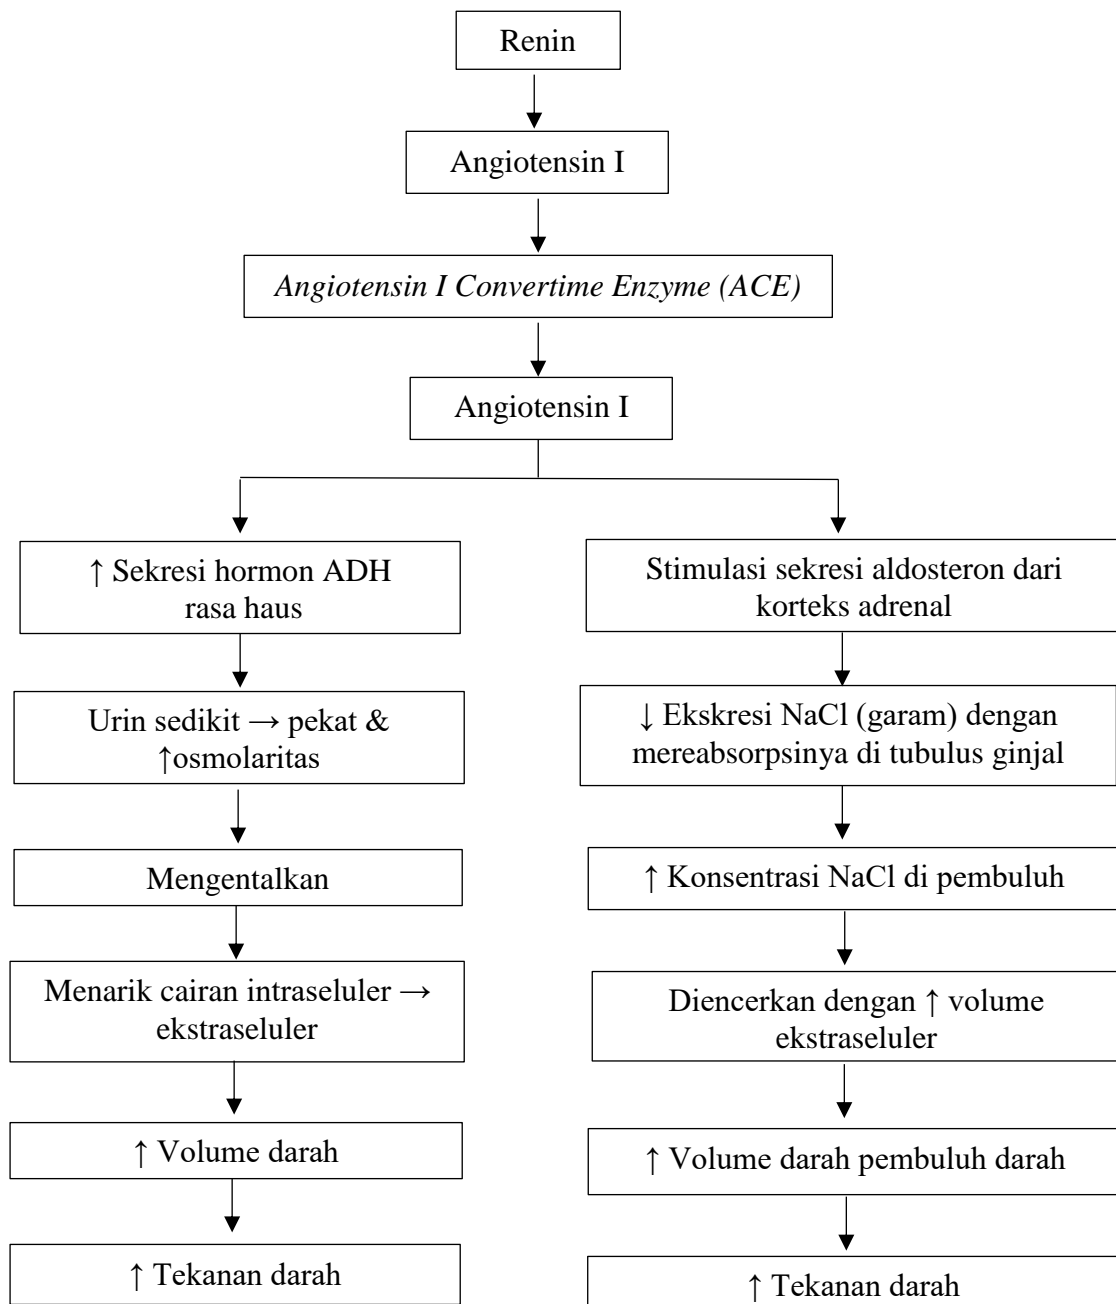 Renin
Angiotensin I
Angiotensin I Convertime Enzyme (ACE)
Angiotensin I
↑ Sekresi hormon ADH
rasa haus
Urin sedikit → pekat &
↑osmolaritas
Mengentalkan
Menarik cairan intraseluler →
ekstraseluler
↑ Volume darah
↑ Tekanan darah
Stimulasi sekresi aldosteron dari
korteks adrenal
↓ Ekskresi NaCl (garam) dengan
mereabsorpsinya di tubulus ginjal
↑ Konsentrasi NaCl di pembuluh
Diencerkan dengan ↑ volume
ekstraseluler
↑ Volume darah pembuluh darah
↑ Tekanan darah